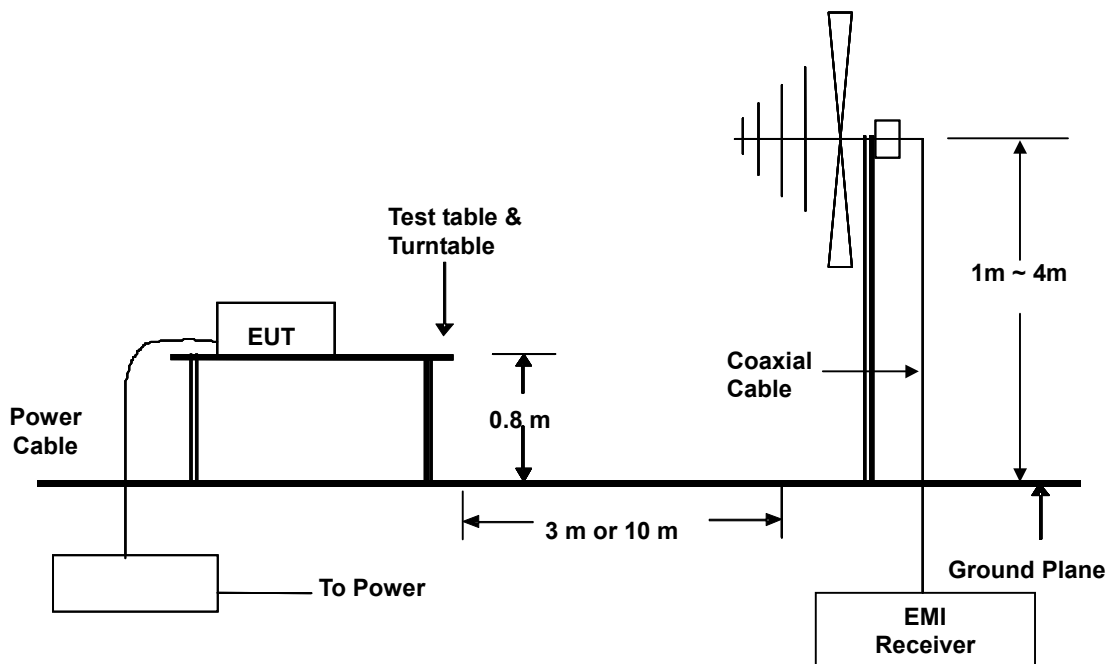 Test table &
Turntable
EUT
1m ~ 4m
Coaxial
Cable
0.8 m
Power
Cable
3 m or 10 m
To Power
Ground Plane
EMI
Receiver